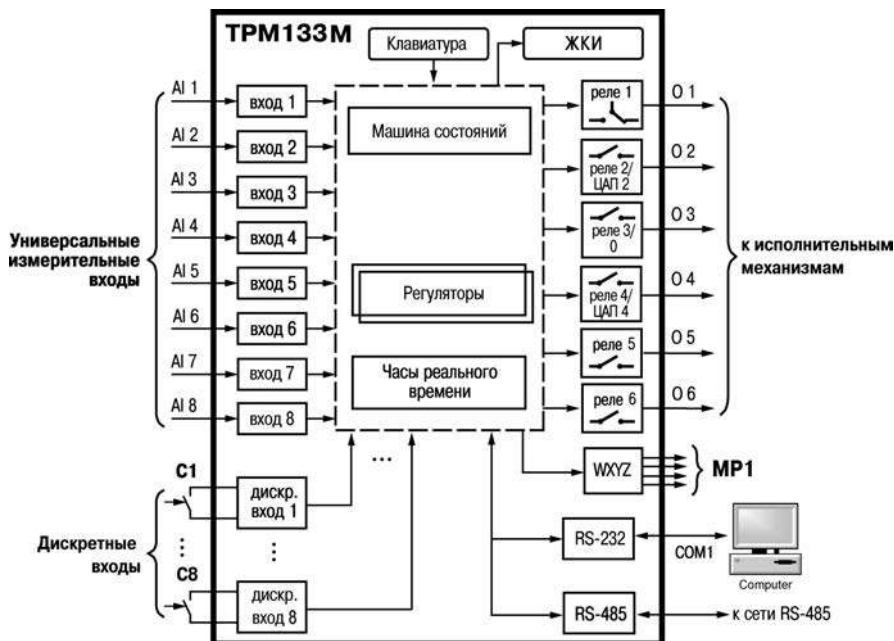 ТРМ133М
Клавиатура
ЖКИ
AI 1
вход 1
AI 2
вход 2
AI 3
вход 3
AI 4
вход 4
AI 5
вход 5
AI 6
вход 6
AI 7
вход 7
AI 8
вход 8
Универсальные
измерительные
входы
Машина состояний
Регуляторы
Часы реального
времени
реле 1
О 1
реле 2/
ЦАП 2
О 2
реле 3/
0
О 3
реле 4/
ЦАП 4
О 4
реле 5
О 5
реле 6
О 6
к исполнительным
механизмам
...
WXYZ
МР1
С1
дискр.
вход 1
Дискретные
входы
С8
дискр.
вход 8
RS-232
COM1
Computer
RS-485
к сети RS-485